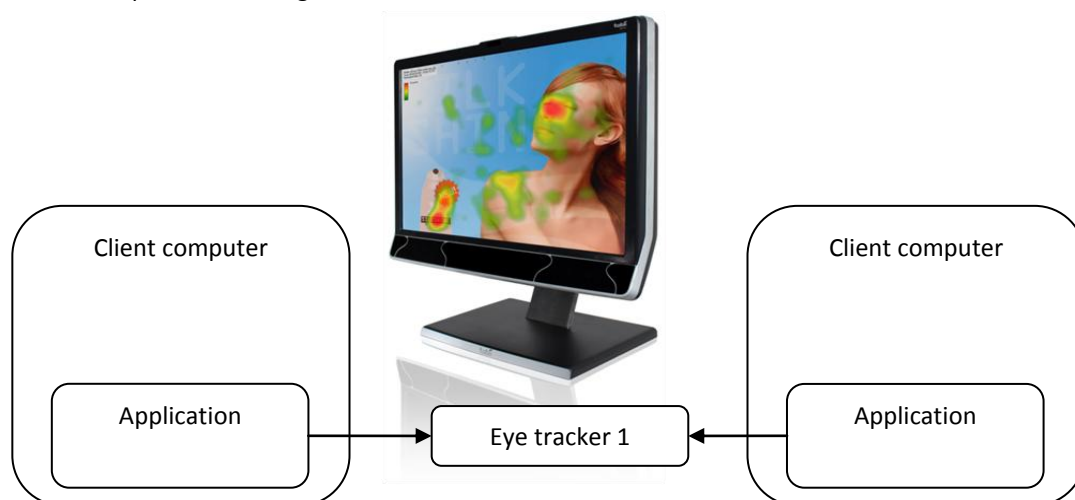 Client computer
Client computer
Application
Application
Eye tracker 1